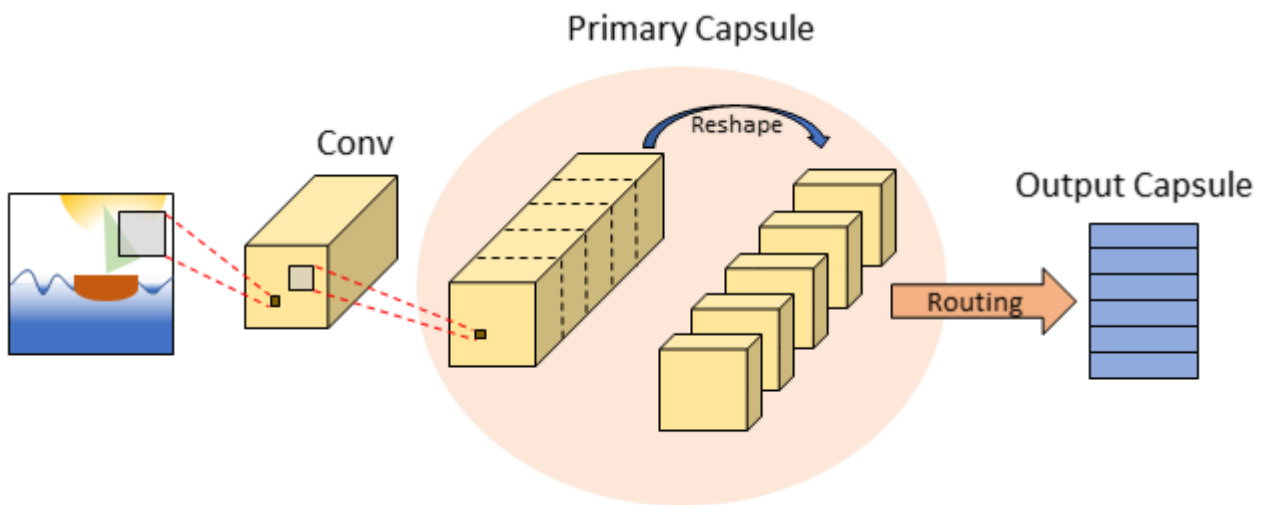 Primary Capsule
Reshape
Conv
Output Capsule
Routing